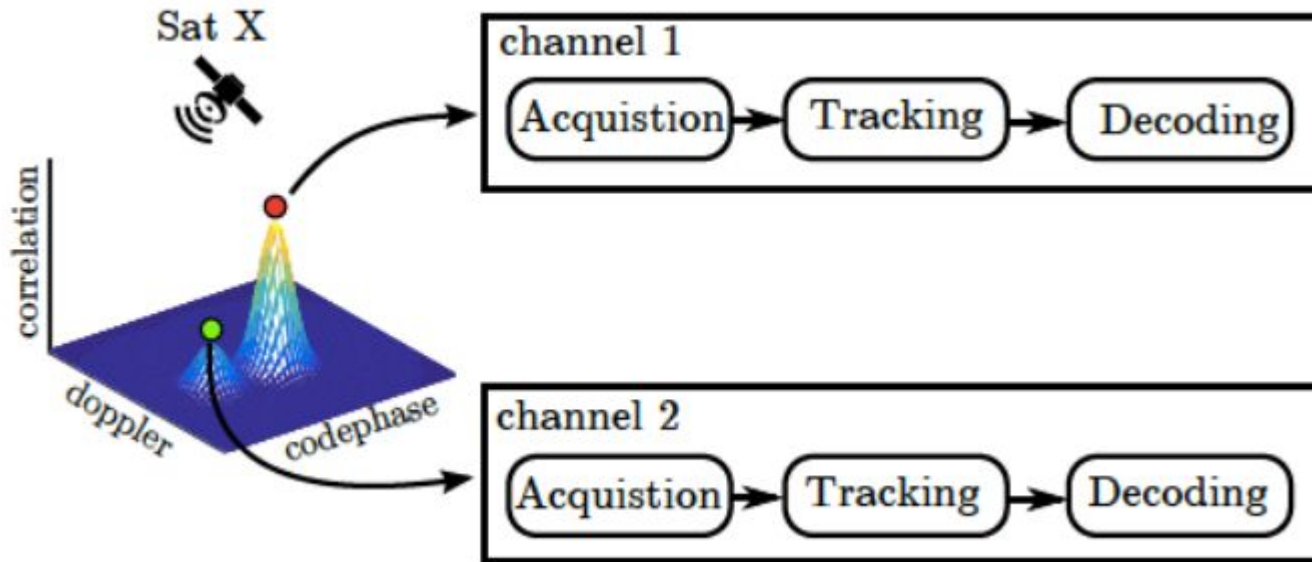 Sat X
channel 1
Acquistion
Tracking
Decoding
correlation
doppler
codephase
channel 2
Acquistion
Tracking
Decoding